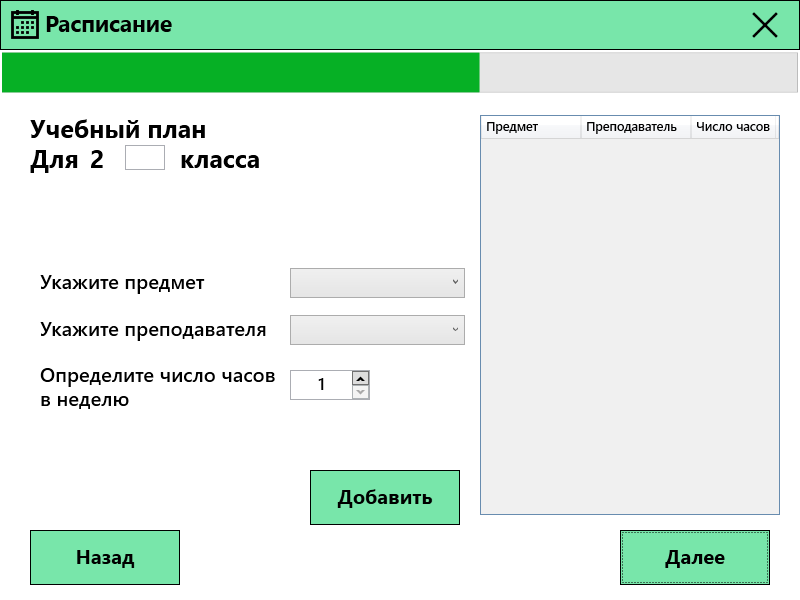 Расписание
Учебный план
Для 2 класса
Предмет Преподаватель Число часов
Укажите предмет
Укажите преподавателя
Определите число часов
в неделю
1
Добавить
Назад
Далее